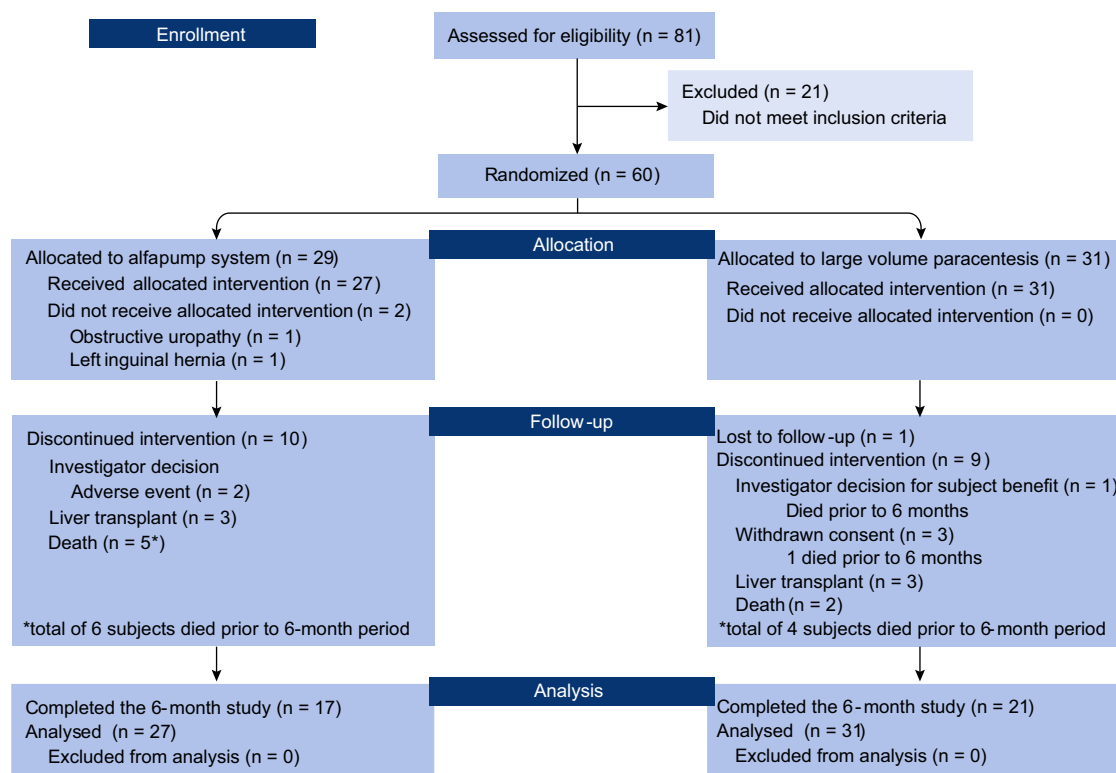 Enrollment
Assessed for eligibility (n = 81)
Excluded (n = 21)
Did not meet inclusion criteria
Randomized (n = 60)
Allocation
Allocated to alfapump system (n = 29)
Received allocated intervention (n = 27)
Did not receive allocated intervention (n = 2)
Obstructive uropathy (n = 1)
Left inguinal hernia (n = 1)
Allocated to large volume paracentesis (n = 31)
Received allocated intervention (n = 31)
Did not receive allocated intervention (n = 0)
Follow-up
Discontinued intervention (n = 10)
Investigator decision
Adverse event (n = 2)
Liver transplant (n = 3)
Death (n = 5*)
*total of 6 subjects died prior to 6-month period
Lost to follow-up (n = 1)
Discontinued intervention (n = 9)
Investigator decision for subject benefit (n = 1)
Died prior to 6 months
Withdrawn consent (n = 3)
1 died prior to 6 months
Liver transplant (n = 3)
Death (n = 2)
*total of 4 subjects died prior to 6-month period
Analysis
Completed the 6-month study (n = 17)
Analysed (n = 27)
Excluded from analysis (n = 0)
Completed the 6-month study (n = 21)
Analysed (n = 31)
Excluded from analysis (n = 0)